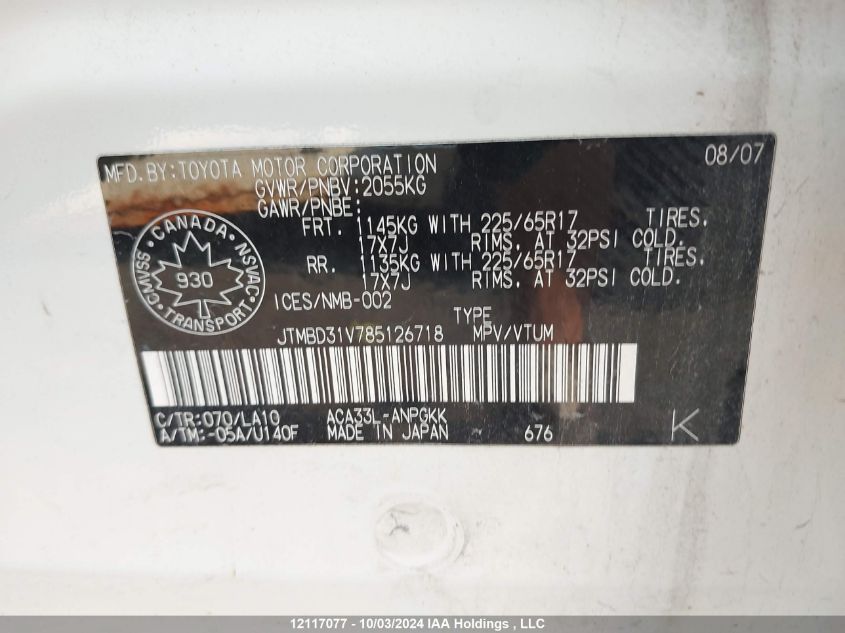 08/07
MFD.BY:TOYOTA MOTOR CORPORATION
GVWR/PNBV:2055KG
GAWR/PNBE:
FRT. 1145KG WITH 225/65R17 TIRES.
17X7J RIMS. AT 32PSI COLD.
RR. 1135KG WITH 225/65R17 TIRES.
17X7J RIMS. AT 32PSI COLD.
CANADA
CMVSS 930 NSVAC
TRANSPORT
ICES/NMB-002
TYPE
JTMBD31V785126718 MPV/VTUM
C/TR:070/LA10 ACA33L-ANPGKK
A/TM:-05A/U140F MADE IN JAPAN 676 K
12117077 - 10/03/2024 IAA Holdings , LLC